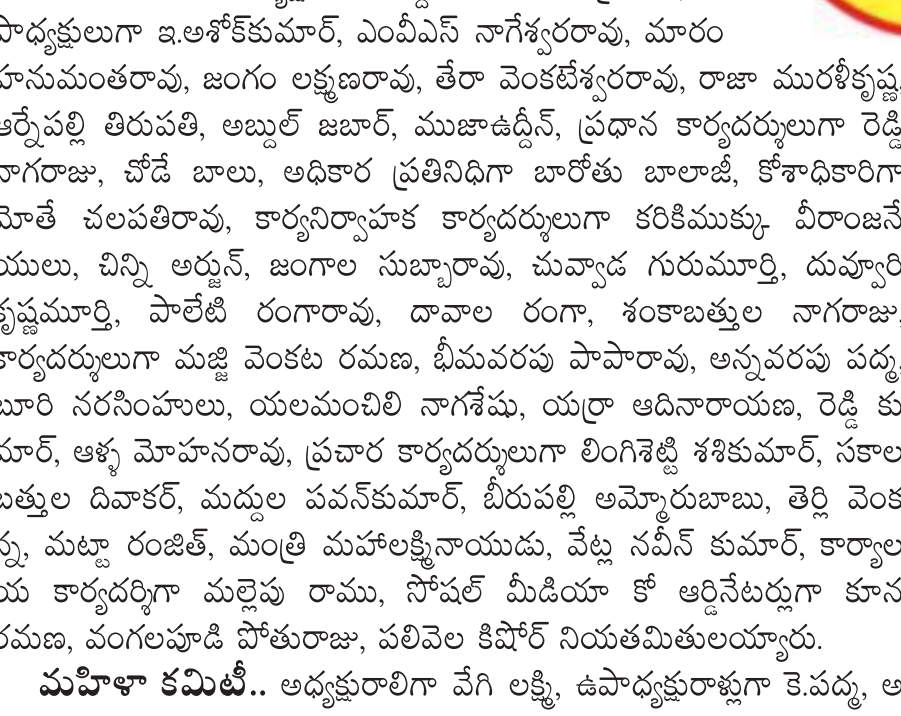 పాధ్యక్షులుగా ఇ.అశోక్‌కుమార్, ఎంవీఎస్ నాగేశ్వరరావు, మారం
హనుమంతరావు, జంగం లక్ష్మణరావు, తేరా వెంకటేశ్వరరావు, రాజా మురళీకృష్ణ,
ఆర్నేపల్లి తిరుపతి, అబ్దుల్ జబార్, ముజాఉద్దీన్, ప్రధాన కార్యదర్శులుగా రెడ్డి
నాగరాజు, చోడే బాలు, అధికార ప్రతినిధిగా బారోతు బాలాజీ, కోశాధికారిగా
మోతే చలపతిరావు, కార్యనిర్వాహక కార్యదర్శులుగా కరికిముక్కు వీరాంజనే
యులు, చిన్ని అర్జున్, జంగాల సుబ్బారావు, చువ్వాడ గురుమూర్తి, దువ్వూరి
కృష్ణమూర్తి, పాలేటి రంగారావు, దావాల రంగా, శంకాబత్తుల నాగరాజు,
కార్యదర్శులుగా మజ్జి వెంకట రమణ, భీమవరపు పాపారావు, అన్నవరపు పద్మ,
బూరి నరసింహులు, యలమంచిలి నాగశేషు, యర్రా ఆదినారాయణ, రెడ్డి కు
మార్, ఆళ్ళ మోహనరావు, ప్రచార కార్యదర్శులుగా లింగిశెట్టి శశికుమార్, సకాల
బత్తుల దివాకర్, మద్దుల పవన్‌కుమార్, బీరుపల్లి అమ్మోరుబాబు, తెర్లి వెంక
న్న, మట్టా రంజిత్, మంత్రి మహాలక్ష్మినాయుడు, వేట్ల నవీన్ కుమార్, కార్యాల
య కార్యదర్శిగా మల్లెపు రాము, సోషల్ మీడియా కో ఆర్డినేటర్లుగా కూన
రమణ, వంగలపూడి పోతురాజు, పలివెల కిషోర్ నియతమితులయ్యారు.
మహిళా కమిటీ.. అధ్యక్షురాలిగా వేగి లక్ష్మి, ఉపాధ్యక్షురాళ్లుగా కె.పద్మ, అ